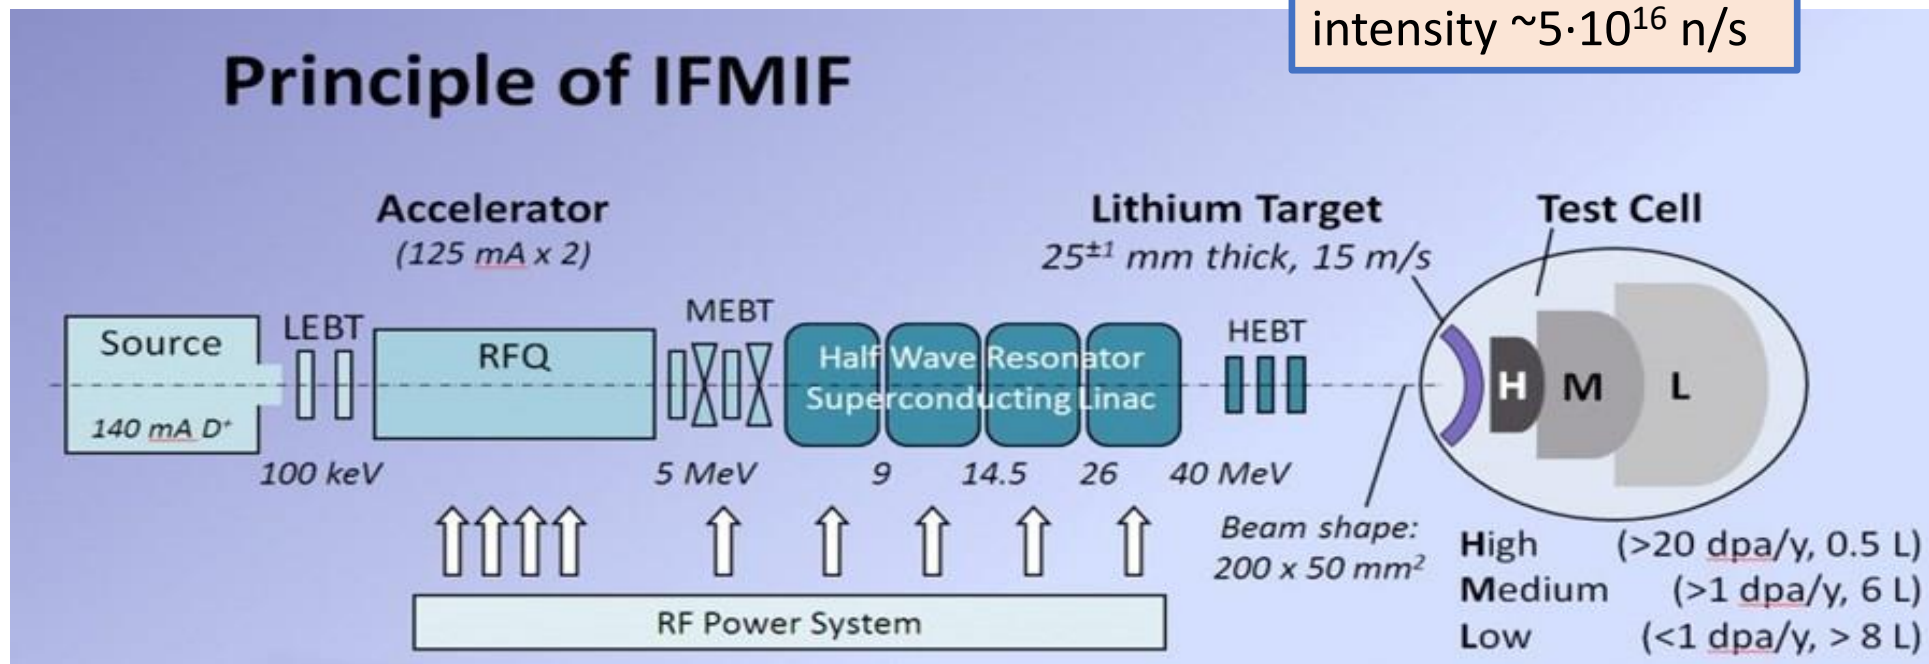 intensity ~5·10¹⁶ n/s
Principle of IFMIF
Accelerator
(125 mA x 2)
Lithium Target
25±¹ mm thick, 15 m/s
Test Cell
Source
140 mA D⁺
LEBT
RFQ
MEBT
Half Wave Resonator
Superconducting Linac
HEBT
H M L
100 keV
5 MeV
9
14.5
26
40 MeV
Beam shape:
200 x 50 mm²
RF Power System
High (>20 dpa/y, 0.5 L)
Medium (>1 dpa/y, 6 L)
Low (<1 dpa/y, > 8 L)